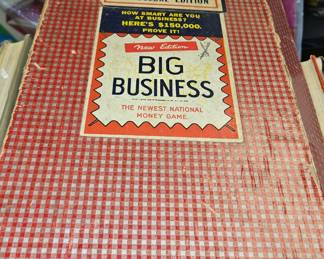 EDITION
HOW SMART ARE YOU
AT BUSINESS?
HERE'S $150,000.
PROVE IT!
New Edition
BIG
BUSINESS
THE NEWEST NATIONAL
MONEY GAME.